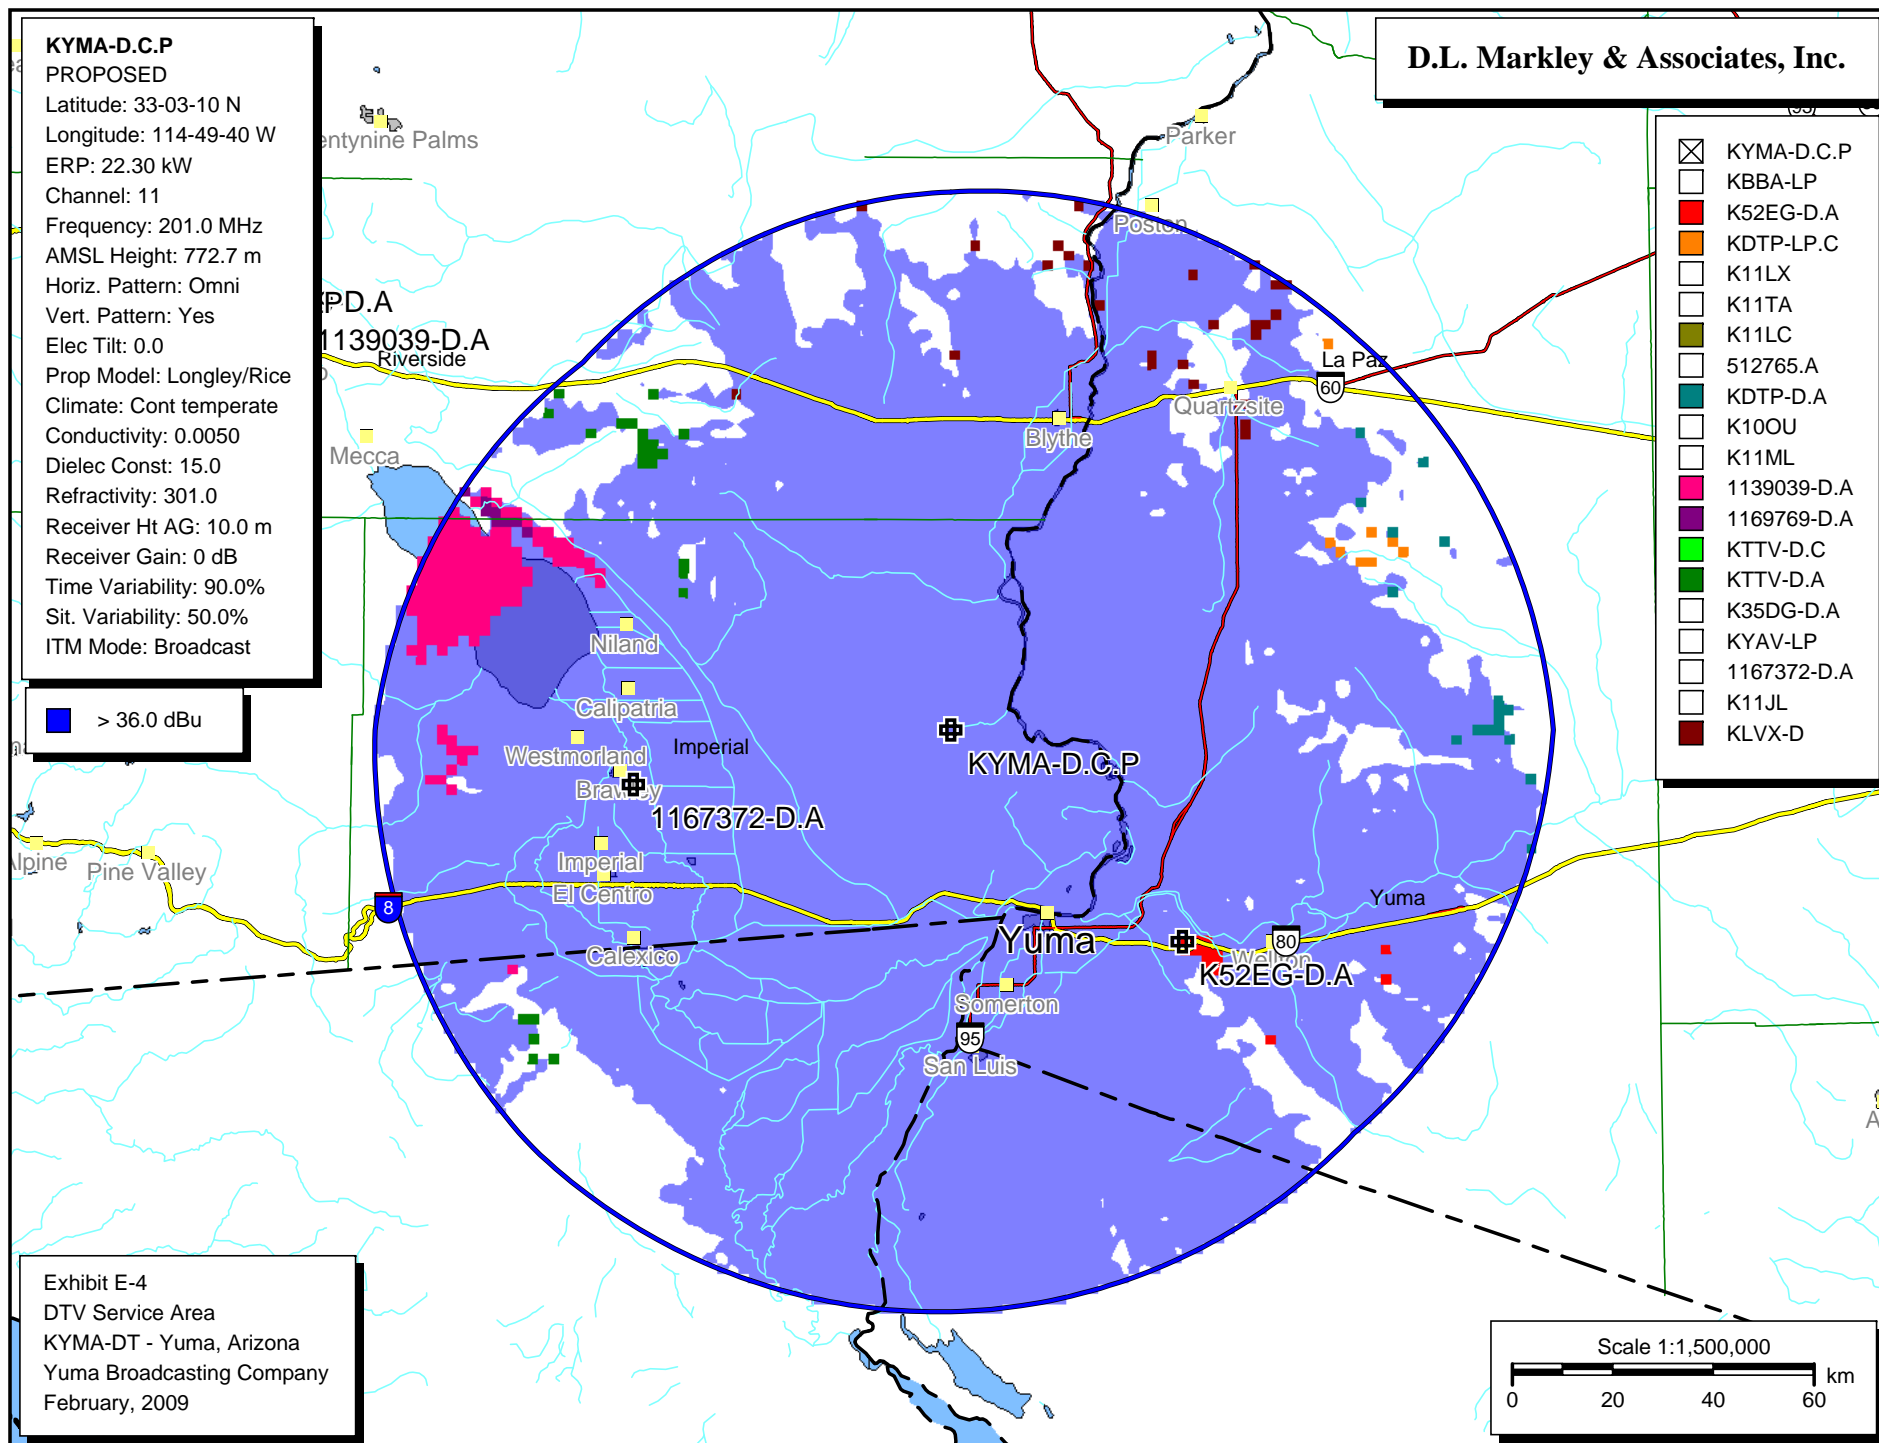 KYMA-D.C.P
PROPOSED
Latitude: 33-03-10 N
Longitude: 114-49-40 W
ERP: 22.30 kW
Channel: 11
Frequency: 201.0 MHz
AMSL Height: 772.7 m
Horiz. Pattern: Omni
Vert. Pattern: Yes
Elec Tilt: 0.0
Prop Model: Longley/Rice
Climate: Cont temperate
Conductivity: 0.0050
Dielec Const: 15.0
Refractivity: 301.0
Receiver Ht AG: 10.0 m
Receiver Gain: 0 dB
Time Variability: 90.0%
Sit. Variability: 50.0%
ITM Mode: Broadcast
> 36.0 dBu
D.L. Markley & Associates, Inc.
KYMA-D.C.P
KBBA-LP
K52EG-D.A
KDTP-LP.C
K11LX
K11TA
K11LC
512765.A
KDTP-D.A
K10OU
K11ML
1139039-D.A
1169769-D.A
KTTV-D.C
KTTV-D.A
K35DG-D.A
KYAV-LP
1167372-D.A
K11JL
KLVX-D
entynine Palms
Parker
Poston
PD.A
1139039-D.A
Riverside
La Paz
60
Quartzsite
Blythe
Mecca
Niland
Calipatria
Westmorland
Imperial
KYMA-D.C.P
Brawley
1167372-D.A
Alpine
Pine Valley
Imperial
El Centro
8
Yuma
Calexico
Yuma
80
Wellton
K52EG-D.A
Somerton
95
San Luis
Exhibit E-4
DTV Service Area
KYMA-DT - Yuma, Arizona
Yuma Broadcasting Company
February, 2009
Scale 1:1,500,000
km
0 20 40 60